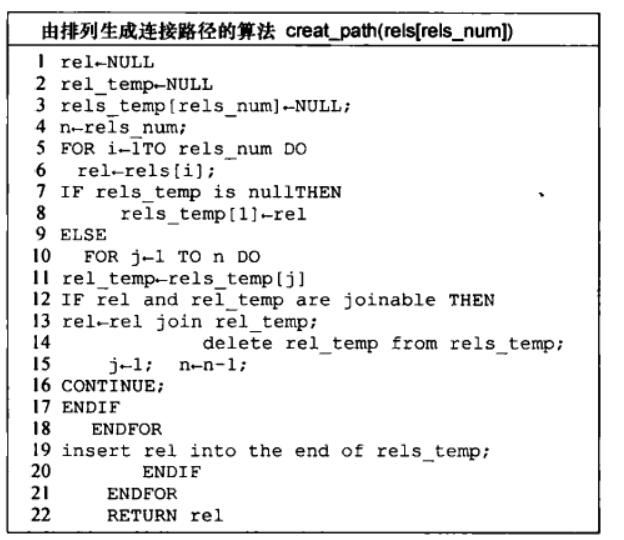 由排列生成连接路径的算法 creat_path(rels[rels_num])
1 rel←NULL
2 rel_temp←NULL
3 rels_temp[rels_num]←NULL;
4 n←rels_num;
5 FOR i←1TO rels_num DO
6 rel←rels[i];
7 IF rels_temp is nullTHEN
8 rels_temp[1]←rel
9 ELSE
10 FOR j←1 TO n DO
11 rel_temp←rels_temp[j]
12 IF rel and rel_temp are joinable THEN
13 rel←rel join rel_temp;
14 delete rel_temp from rels_temp;
15 j←1; n←n-1;
16 CONTINUE;
17 ENDIF
18 ENDFOR
19 insert rel into the end of rels_temp;
20 ENDIF
21 ENDFOR
22 RETURN rel